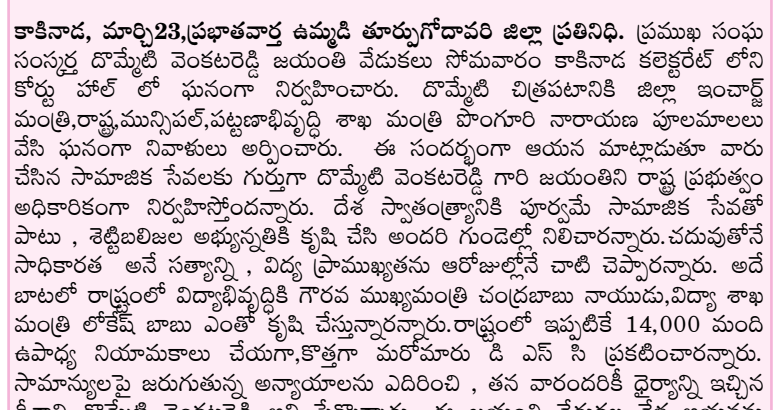 కాకినాడ, మార్చి23,ప్రభాతవార్త ఉమ్మడి తూర్పుగోదావరి జిల్లా ప్రతినిధి. ప్రముఖ సంఘ
సంస్కర్త దొమ్మేటి వెంకటరెడ్డి జయంతి వేడుకలు సోమవారం కాకినాడ కలెక్టరేట్ లోని
కోర్టు హాల్ లో ఘనంగా నిర్వహించారు. దొమ్మేటి చిత్రపటానికి జిల్లా ఇంచార్జ్
మంత్రి,రాష్ట్ర,మున్సిపల్,పట్టణాభివృద్ధి శాఖ మంత్రి పొంగూరి నారాయణ పూలమాలలు
వేసి ఘనంగా నివాళులు అర్పించారు. ఈ సందర్భంగా ఆయన మాట్లాడుతూ వారు
చేసిన సామాజిక సేవలకు గుర్తుగా దొమ్మేటి వెంకటరెడ్డి గారి జయంతిని రాష్ట్ర ప్రభుత్వం
అధికారికంగా నిర్వహిస్తోందన్నారు. దేశ స్వాతంత్ర్యానికి పూర్వమే సామాజిక సేవతో
పాటు , శెట్టిబలిజల అభ్యున్నతికి కృషి చేసి అందరి గుండెల్లో నిలిచారన్నారు.చదువుతోనే
సాధికారత అనే సత్యాన్ని , విద్య ప్రాముఖ్యతను ఆరోజుల్లోనే చాటి చెప్పారన్నారు. అదే
బాటలో రాష్ట్రంలో విద్యాభివృద్ధికి గౌరవ ముఖ్యమంత్రి చంద్రబాబు నాయుడు,విద్యా శాఖ
మంత్రి లోకేష్ బాబు ఎంతో కృషి చేస్తున్నారన్నారు.రాష్ట్రంలో ఇప్పటికే 14,000 మంది
ఉపాధ్య నియామకాలు చేయగా,కొత్తగా మరోమారు డి ఎస్ సి ప్రకటించారన్నారు.
సామాన్యులపై జరుగుతున్న అన్యాయాలను ఎదిరించి , తన వారందరికీ ధైర్యాన్ని ఇచ్చిన